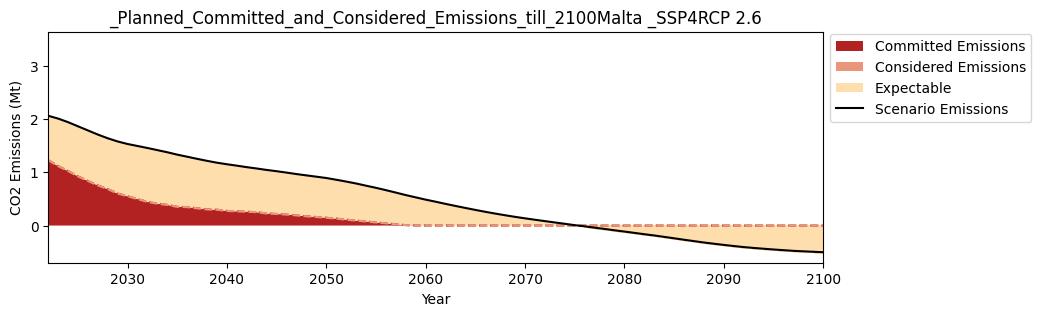 _Planned_Committed_and_Considered_Emissions_till_2100Malta _SSP4RCP 2.6
Committed Emissions
Considered Emissions
Expectable
Scenario Emissions
CO2 Emissions (Mt)
3
2
1
0
2030 2040 2050 2060 2070 2080 2090 2100
Year